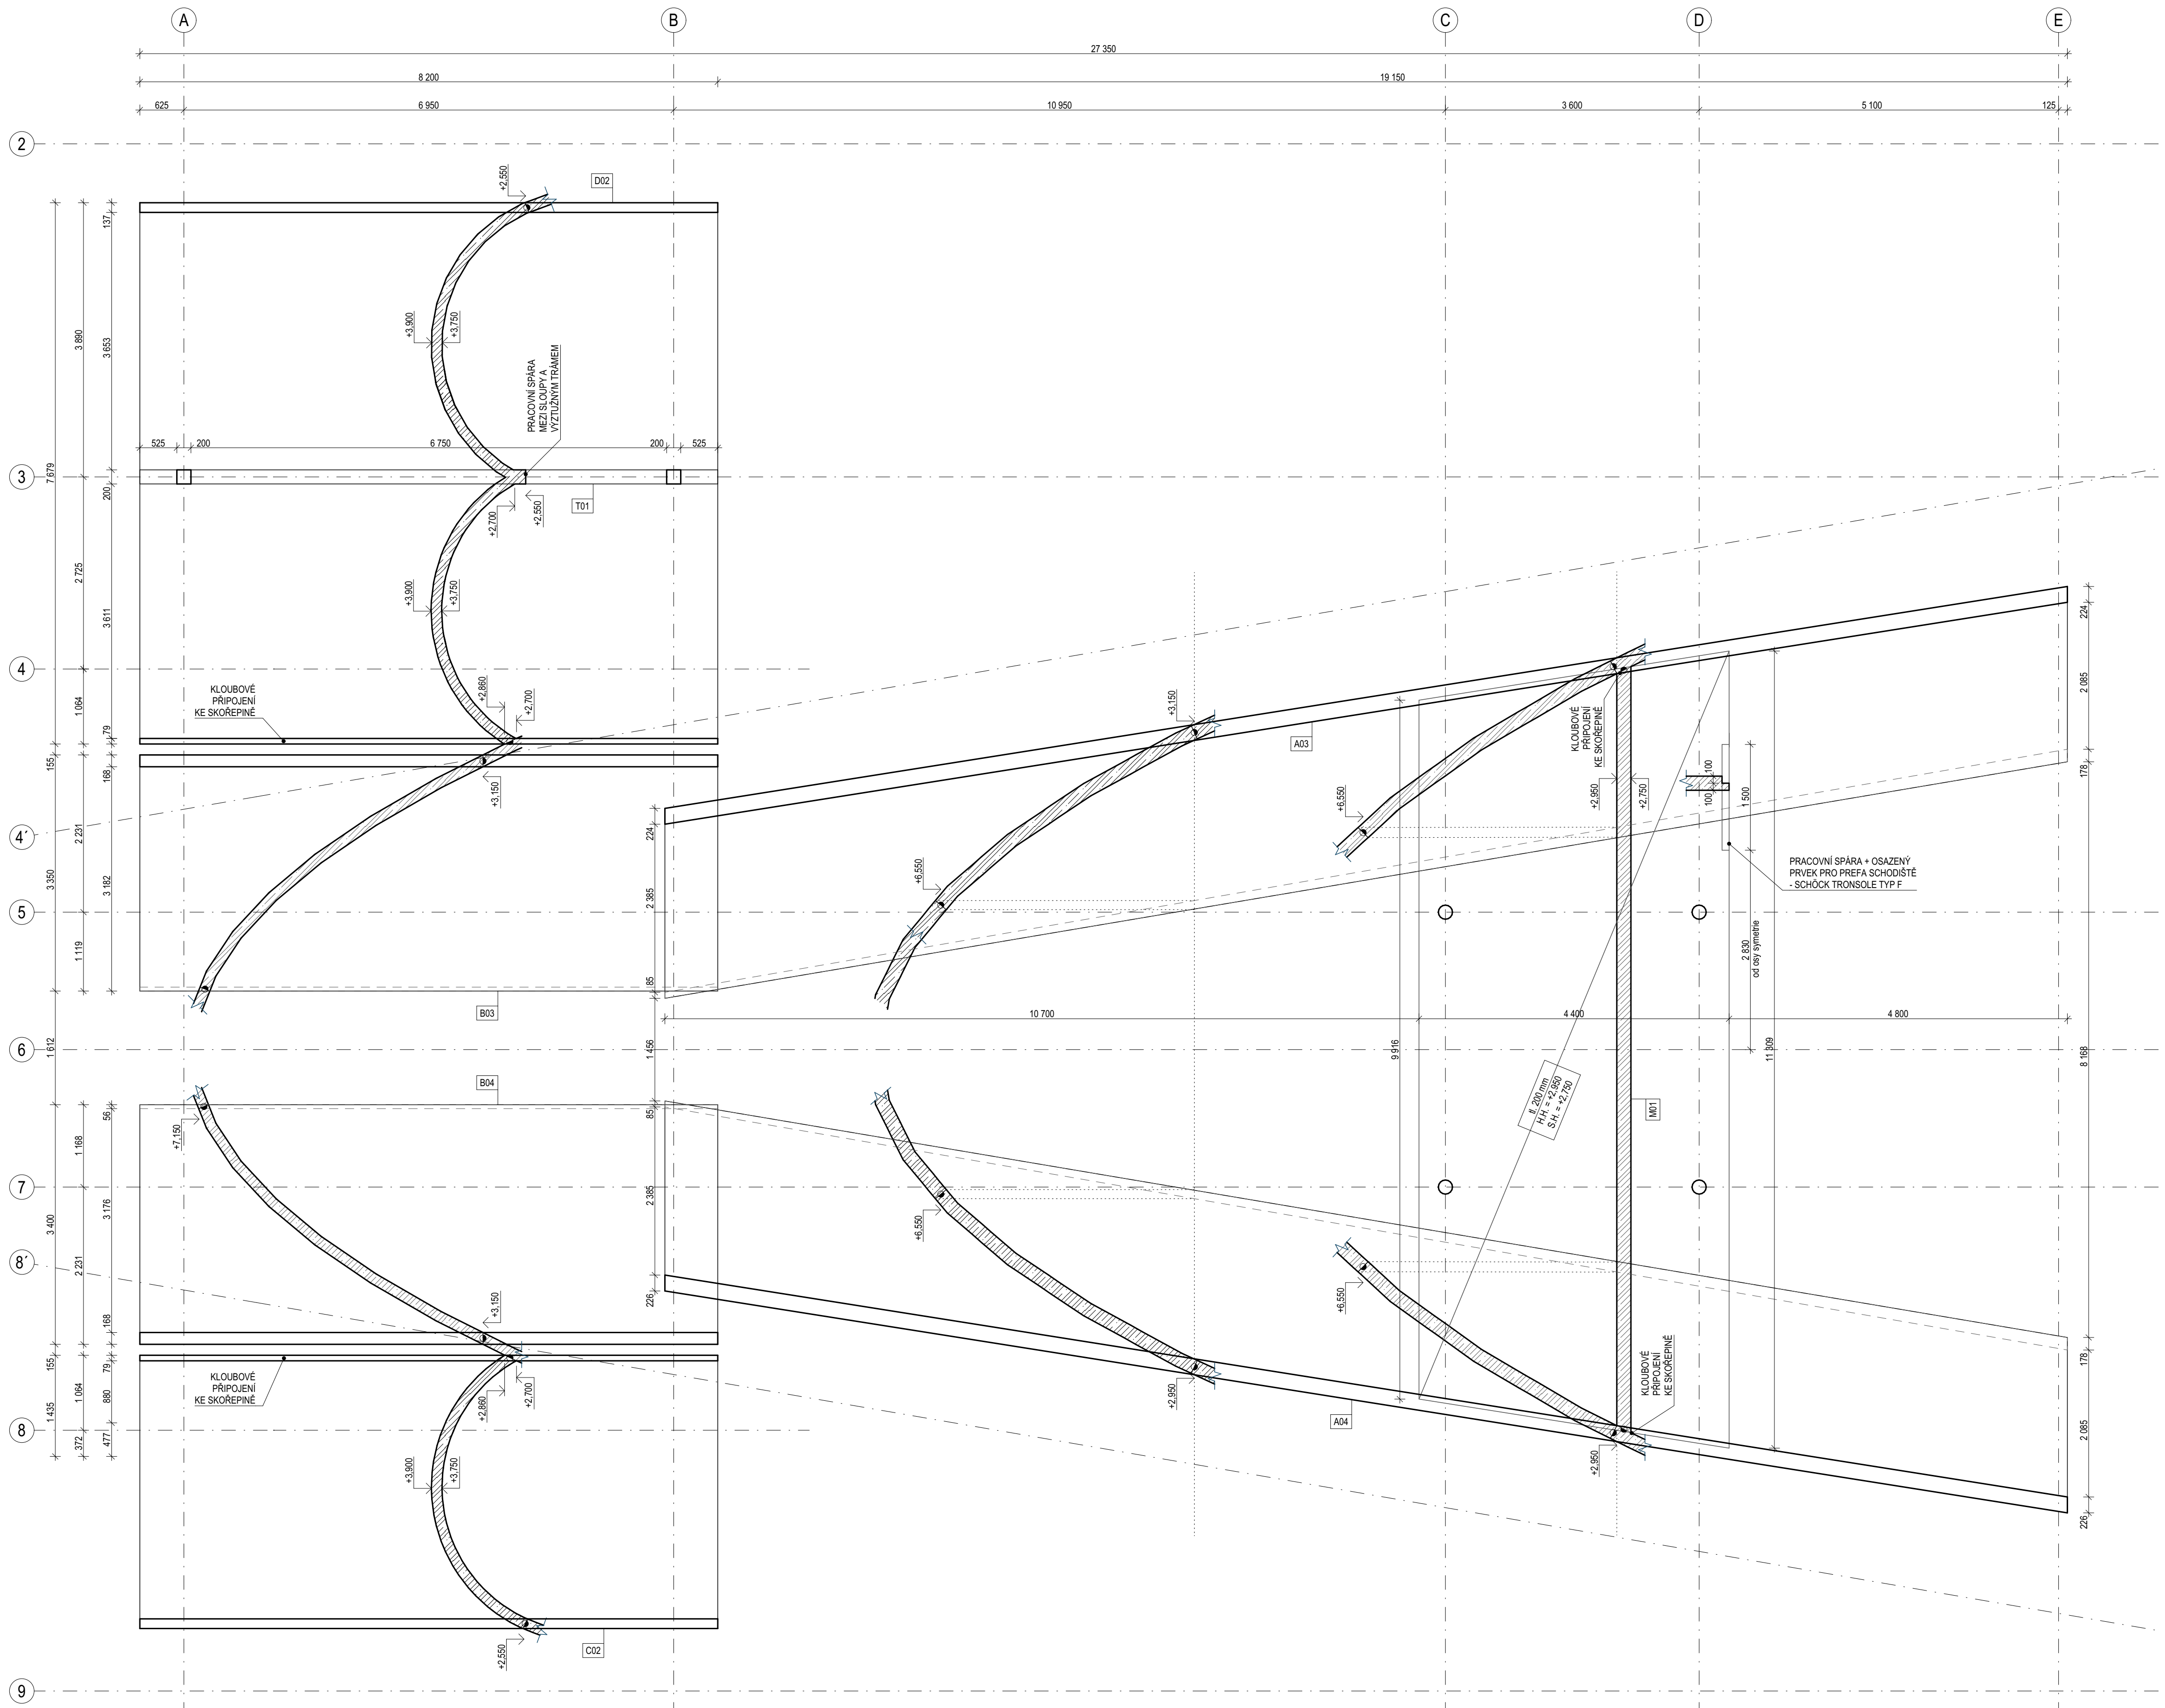 A
B
C
D
E
27 350
8 200
19 150
625
6 950
10 950
3 600
5 100
125
2
+2,550
D02
137
3 890
3 653
+3,900
+3,750
PRACOVNÍ SPÁRA
MEZI SLOUPY A
VÝZTUŽNÝM TRÁMEM
525
200
6 750
200
525
7 679
3
200
T01
+2,700
+2,550
2 725
3 611
+3,900
+3,750
224
4
KLOUBOVÉ
PŘIPOJENÍ
KE SKOŘEPINĚ
+2,860
+2,700
1 064
79
+3,150
A03
KLOUBOVÉ
PŘIPOJENÍ
KE SKOŘEPINĚ
2 085
155
168
+3,150
+2,950
+2,750
100
100
1 500
178
4´
2 231
224
+6,550
+6,550
PRACOVNÍ SPÁRA + OSAZENÝ
PRVEK PRO PREFA SCHODIŠTĚ
- SCHÖCK TRONSOLE TYP F
3 350
3 182
2 385
5
1 119
2 830
od osy symetrie
85
B03
10 700
4 400
4 800
6
1 612
1 456
9 916
11 309
8 168
B04
tl. 200 mm
H.H. = +2,950
S.H. = +2,750
M01
56
85
+7,150
1 168
7
3 400
3 176
2 385
+6,550
8´
2 231
226
+6,550
+3,150
168
155
79
KLOUBOVÉ
PŘIPOJENÍ
KE SKOŘEPINĚ
1 435
1 064
880
+2,860
+2,700
+2,950
KLOUBOVÉ
PŘIPOJENÍ
KE SKOŘEPINĚ
178
A04
8
372
477
+2,950
2 085
+3,900
+3,750
226
+2,550
C02
9